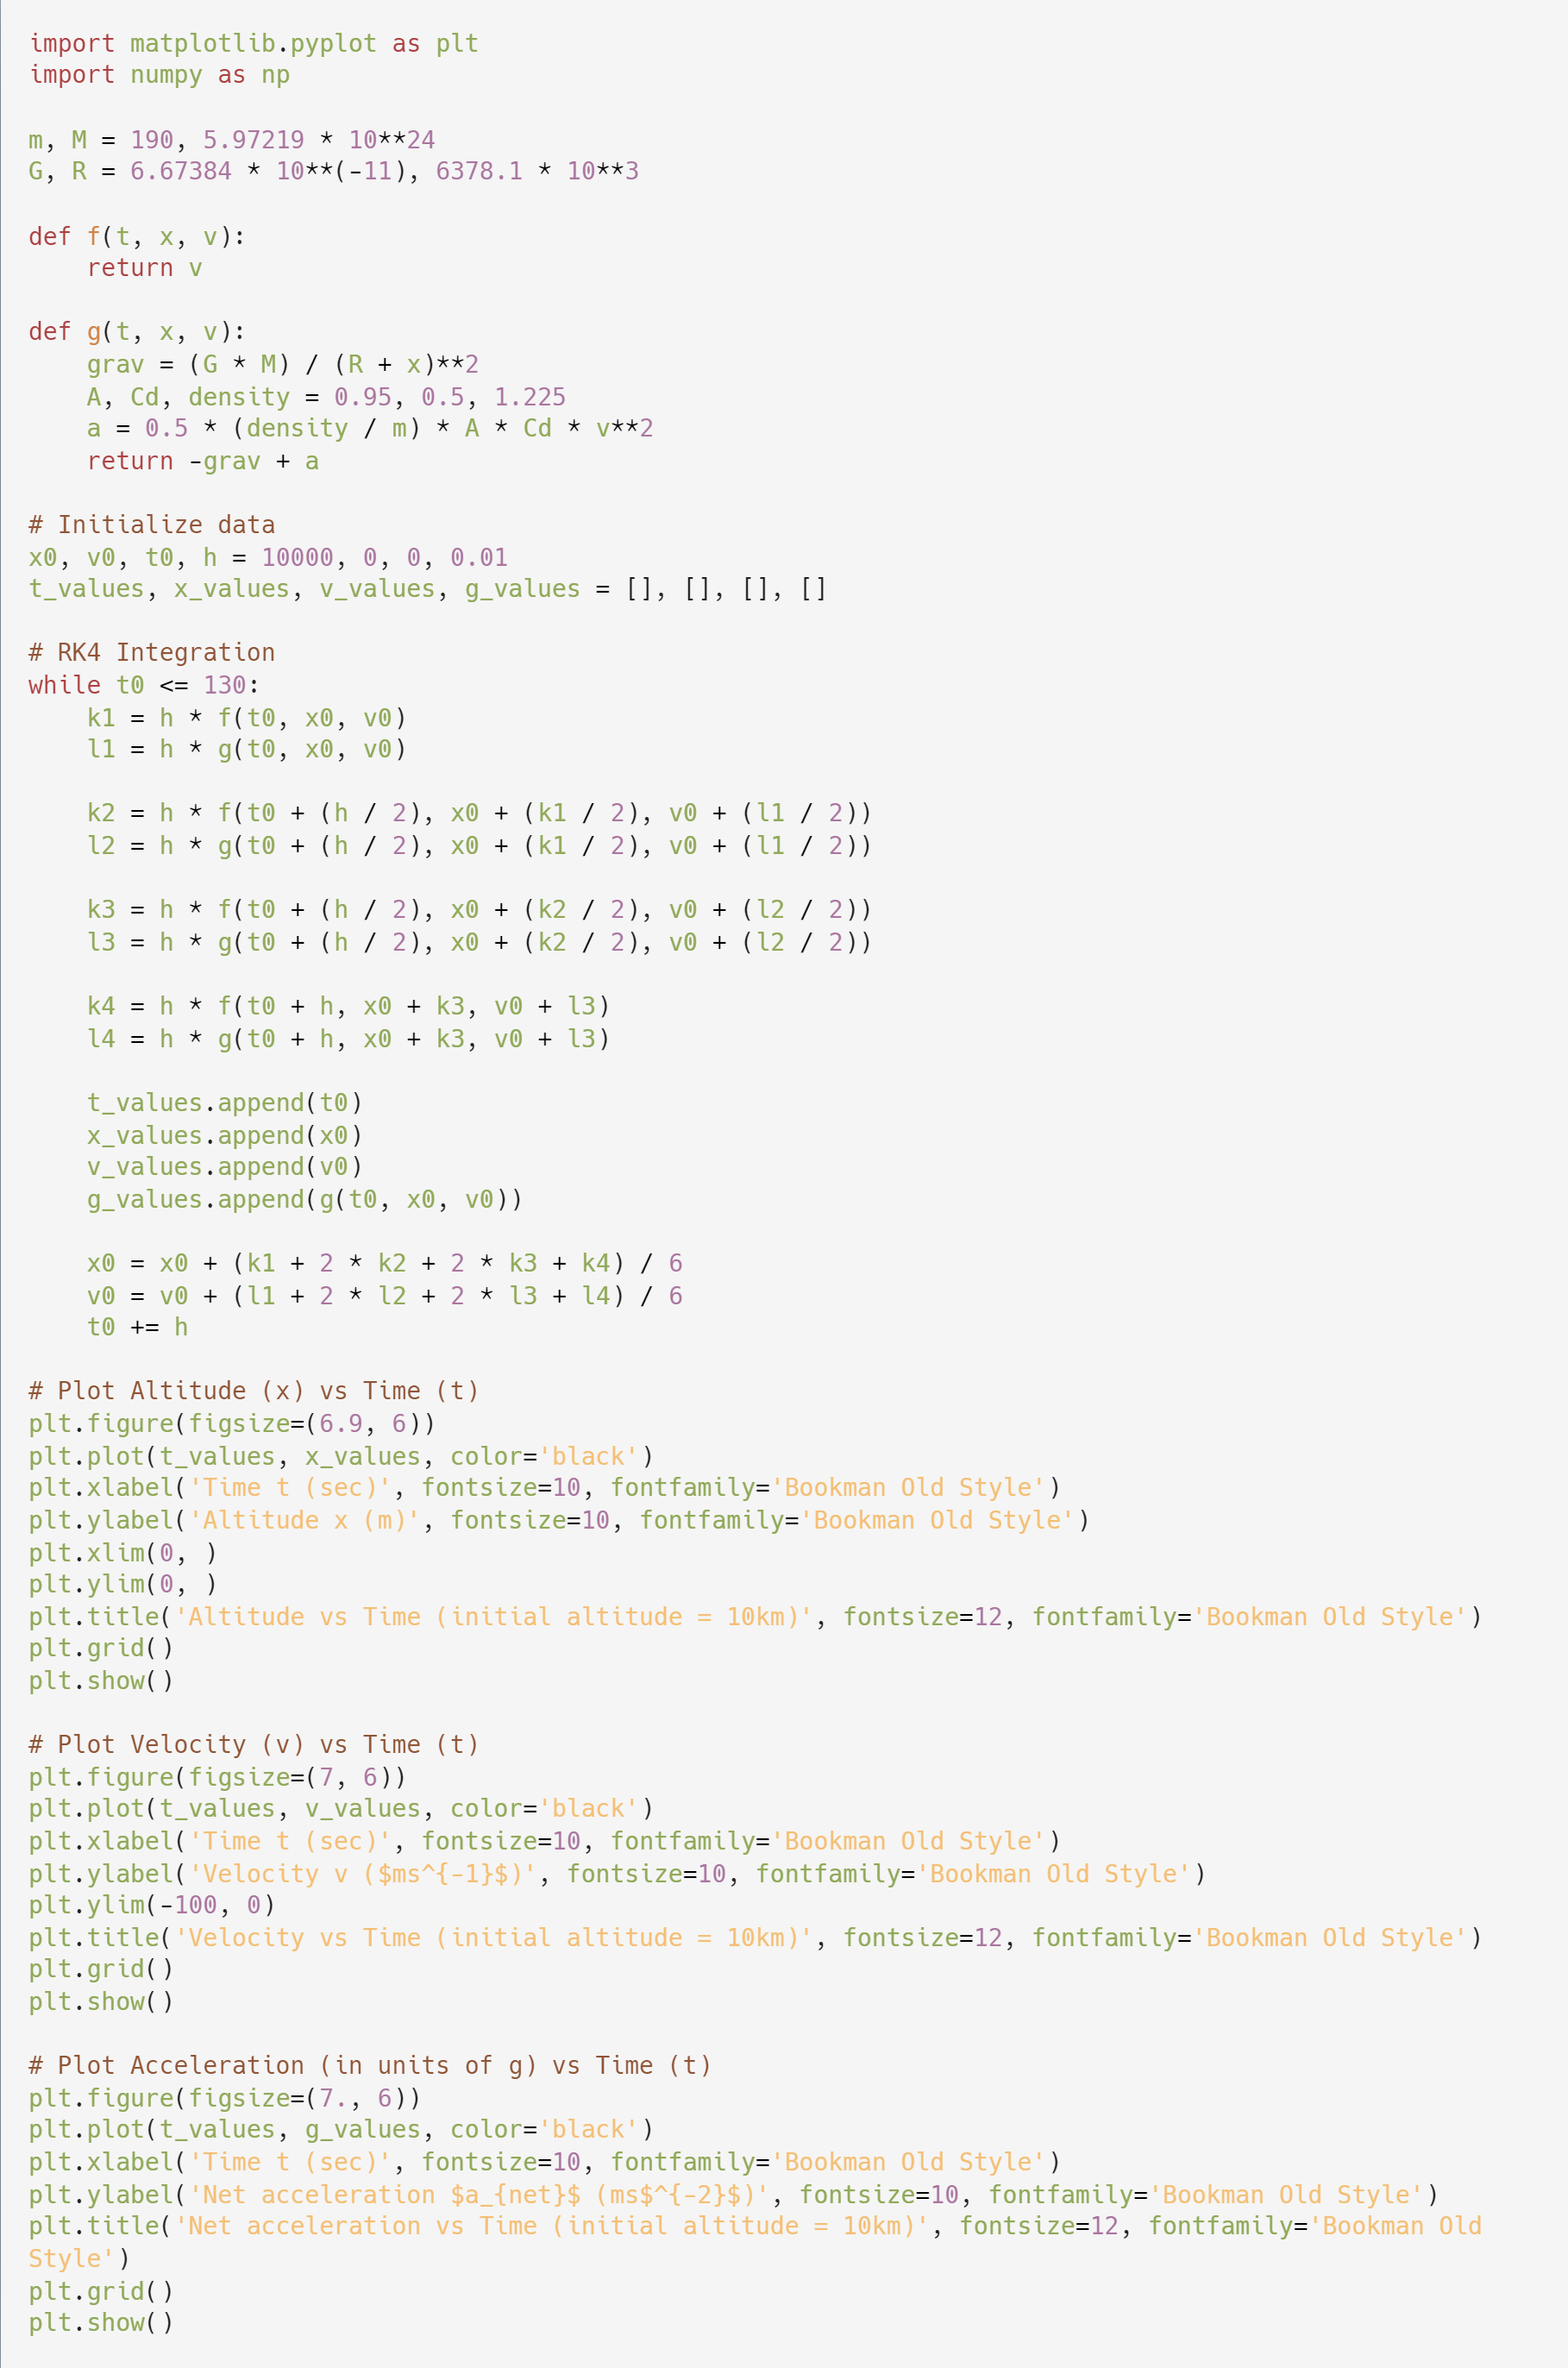 import matplotlib.pyplot as plt
import numpy as np

m, M = 190, 5.97219 * 10**24
G, R = 6.67384 * 10**(-11), 6378.1 * 10**3

def f(t, x, v):
    return v

def g(t, x, v):
    grav = (G * M) / (R + x)**2
    A, Cd, density = 0.95, 0.5, 1.225
    a = 0.5 * (density / m) * A * Cd * v**2
    return -grav + a

# Initialize data
x0, v0, t0, h = 10000, 0, 0, 0.01
t_values, x_values, v_values, g_values = [], [], [], []

# RK4 Integration
while t0 <= 130:
    k1 = h * f(t0, x0, v0)
    l1 = h * g(t0, x0, v0)

    k2 = h * f(t0 + (h / 2), x0 + (k1 / 2), v0 + (l1 / 2))
    l2 = h * g(t0 + (h / 2), x0 + (k1 / 2), v0 + (l1 / 2))

    k3 = h * f(t0 + (h / 2), x0 + (k2 / 2), v0 + (l2 / 2))
    l3 = h * g(t0 + (h / 2), x0 + (k2 / 2), v0 + (l2 / 2))

    k4 = h * f(t0 + h, x0 + k3, v0 + l3)
    l4 = h * g(t0 + h, x0 + k3, v0 + l3)

    t_values.append(t0)
    x_values.append(x0)
    v_values.append(v0)
    g_values.append(g(t0, x0, v0))

    x0 = x0 + (k1 + 2 * k2 + 2 * k3 + k4) / 6
    v0 = v0 + (l1 + 2 * l2 + 2 * l3 + l4) / 6
    t0 += h

# Plot Altitude (x) vs Time (t)
plt.figure(figsize=(6.9, 6))
plt.plot(t_values, x_values, color='black')
plt.xlabel('Time t (sec)', fontsize=10, fontfamily='Bookman Old Style')
plt.ylabel('Altitude x (m)', fontsize=10, fontfamily='Bookman Old Style')
plt.xlim(0, )
plt.ylim(0, )
plt.title('Altitude vs Time (initial altitude = 10km)', fontsize=12, fontfamily='Bookman Old Style')
plt.grid()
plt.show()

# Plot Velocity (v) vs Time (t)
plt.figure(figsize=(7, 6))
plt.plot(t_values, v_values, color='black')
plt.xlabel('Time t (sec)', fontsize=10, fontfamily='Bookman Old Style')
plt.ylabel('Velocity v ($ms^{-1}$)', fontsize=10, fontfamily='Bookman Old Style')
plt.ylim(-100, 0)
plt.title('Velocity vs Time (initial altitude = 10km)', fontsize=12, fontfamily='Bookman Old Style')
plt.grid()
plt.show()

# Plot Acceleration (in units of g) vs Time (t)
plt.figure(figsize=(7., 6))
plt.plot(t_values, g_values, color='black')
plt.xlabel('Time t (sec)', fontsize=10, fontfamily='Bookman Old Style')
plt.ylabel('Net acceleration $a_{net}$ (ms$^{-2}$)', fontsize=10, fontfamily='Bookman Old Style')
plt.title('Net acceleration vs Time (initial altitude = 10km)', fontsize=12, fontfamily='Bookman Old
Style')
plt.grid()
plt.show()